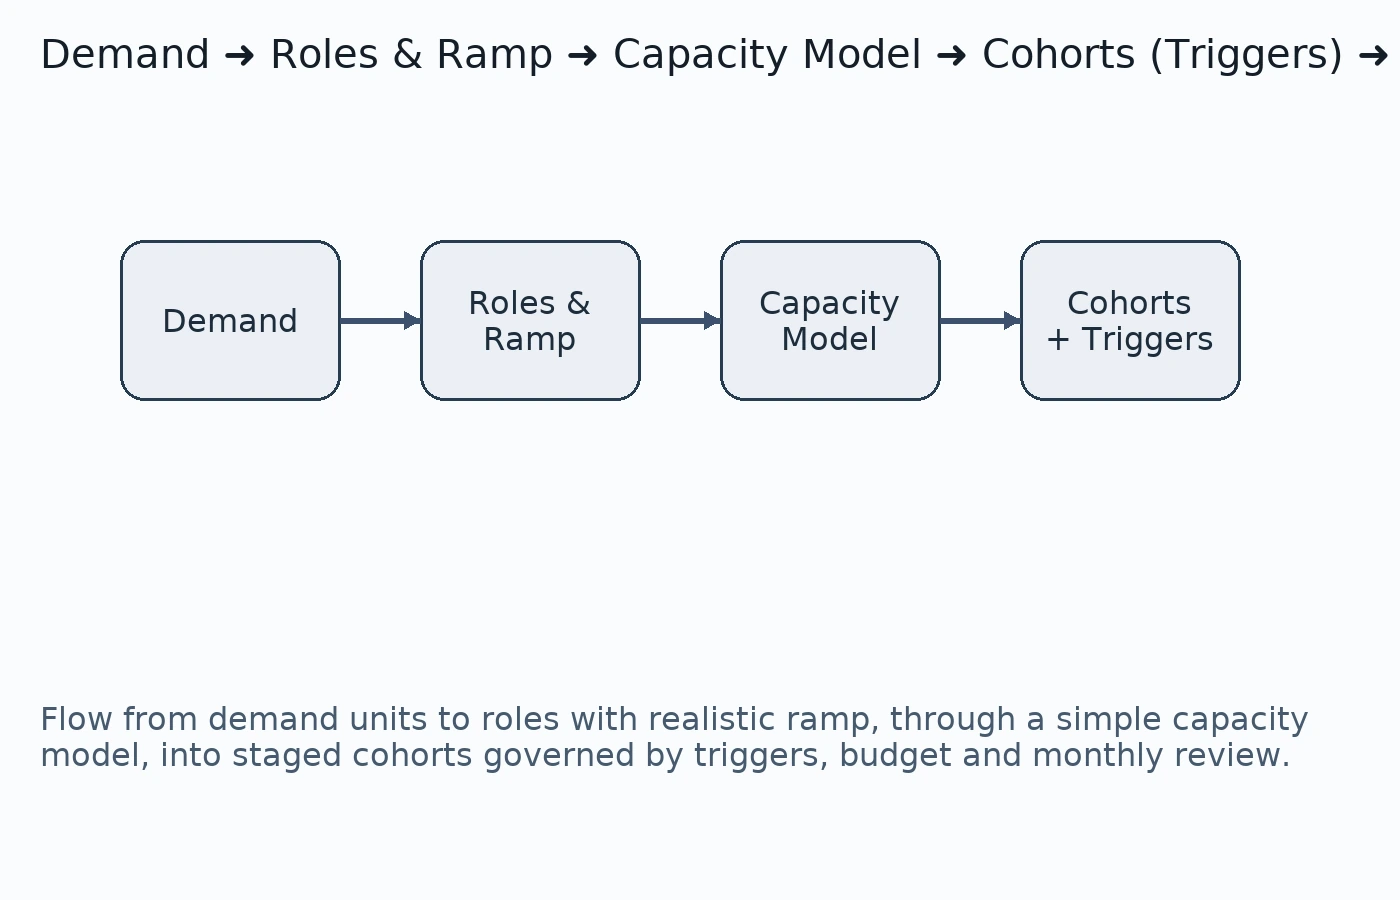 Demand ➜ Roles & Ramp ➜ Capacity Model ➜ Cohorts (Triggers) ➜
Demand
Roles &
Ramp
Capacity
Model
Cohorts
+ Triggers
Flow from demand units to roles with realistic ramp, through a simple capacity
model, into staged cohorts governed by triggers, budget and monthly review.